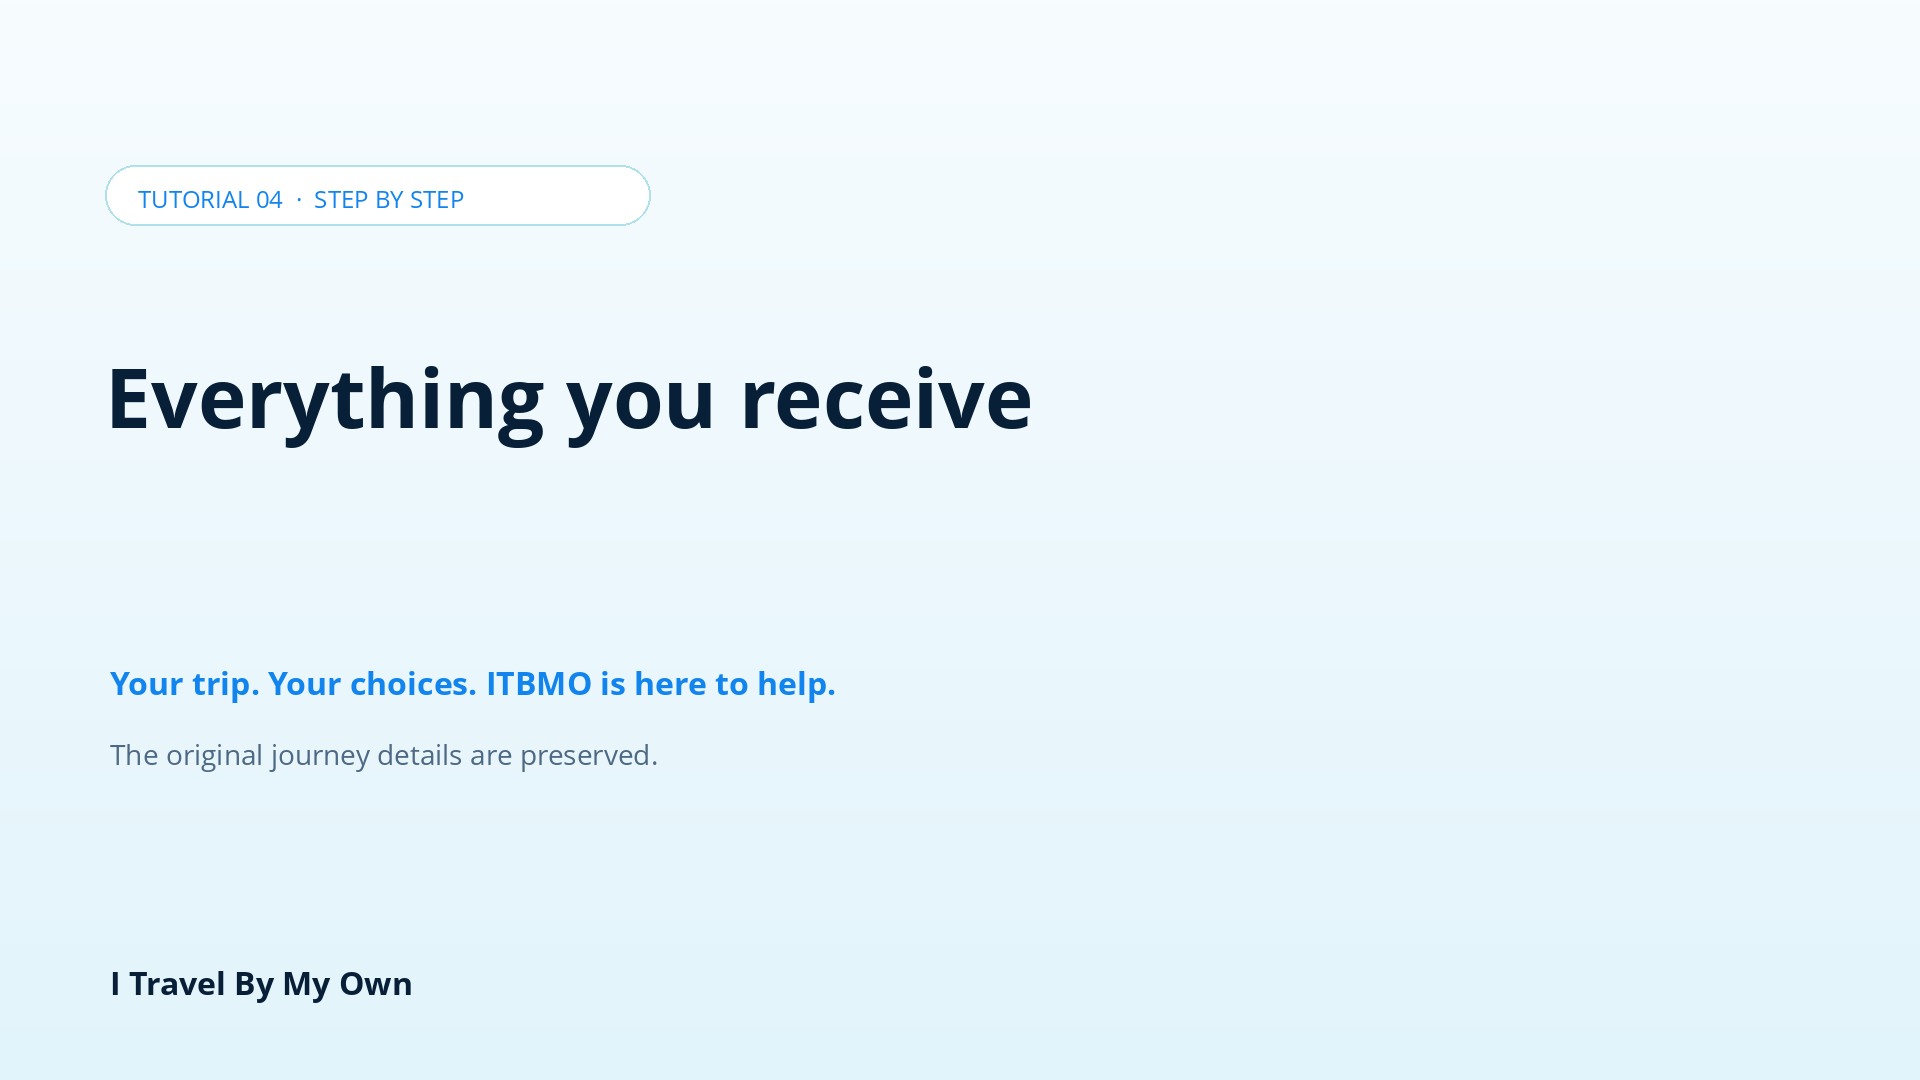 TUTORIAL 04 · STEP BY STEP
Everything you receive
Your trip. Your choices. ITBMO is here to help.
The original journey details are preserved.
I Travel By My Own